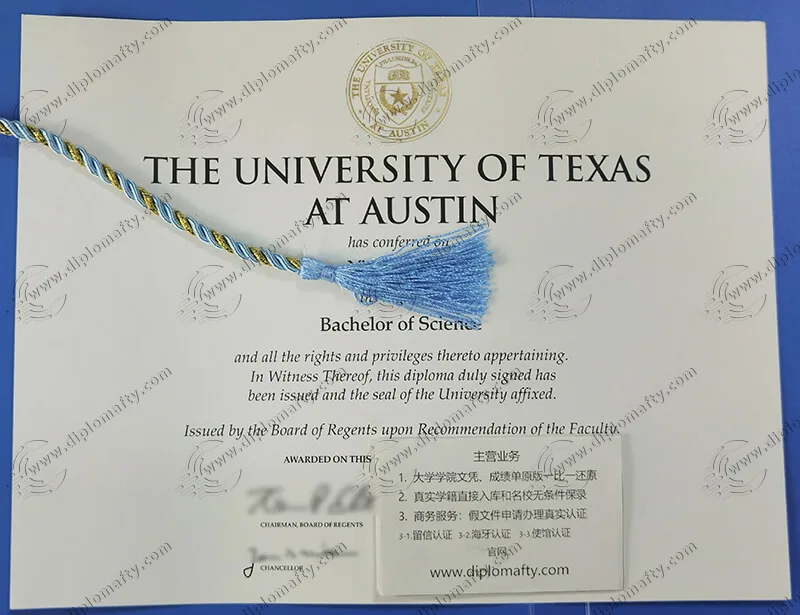 THE UNIVERSITY OF TEXAS
AT AUSTIN
THE UNIVERSITY OF TEXAS
AT AUSTIN
has conferred on
Bachelor of Science
and all the rights and privileges thereto appertaining.
In Witness Thereof, this diploma duly signed has
been issued and the seal of the University affixed.
Issued by the Board of Regents upon Recommendation of the Faculty.
AWARDED ON THIS
CHAIRMAN, BOARD OF REGENTS
CHANCELLOR
主营业务
1. 大学学院文凭、成绩单原版一比一还原
2. 真实学籍直接入库和名校无条件保录
3. 商务服务：假文件申请办理真实认证
3-1.留信认证 3-2.海牙认证 3-3.使馆认证
官网
www.diplomafty.com
www.diplomafty.com